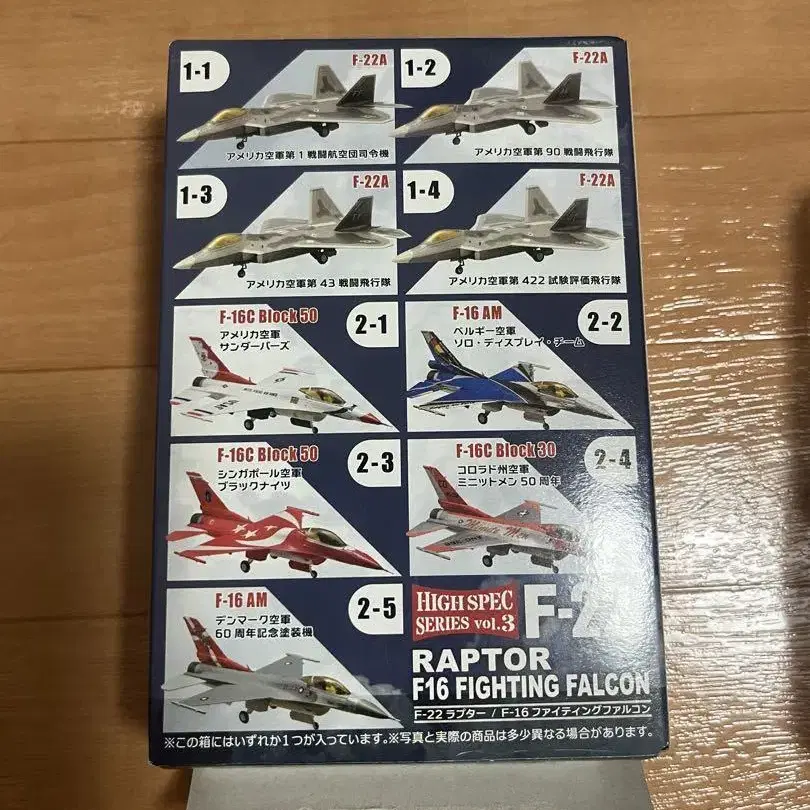 1-1
F-22A
アメリカ空軍第1戦闘航空団司令機
1-2
F-22A
アメリカ空軍第90戦闘飛行隊
1-3
F-22A
アメリカ空軍第43戦闘飛行隊
1-4
F-22A
アメリカ空軍第422試験評価飛行隊
F-16C Block 50
2-1
アメリカ空軍
サンダーバーズ
F-16 AM
2-2
ベルギー空軍
ソロ・ディスプレイ・チーム
F-16C Block 50
2-3
シンガポール空軍
ブラックナイツ
F-16C Block 30
2-4
コロラド州空軍
ミニットメン50周年
F-16 AM
2-5
デンマーク空軍
60周年記念塗装機
HIGH SPEC
SERIES vol.3
F-2
RAPTOR
F16 FIGHTING FALCON
F-22ラプター / F-16ファイティングファルコン
※この箱にはいずれか1つが入っています。※写真と実際の商品は多少異なる場合があります。